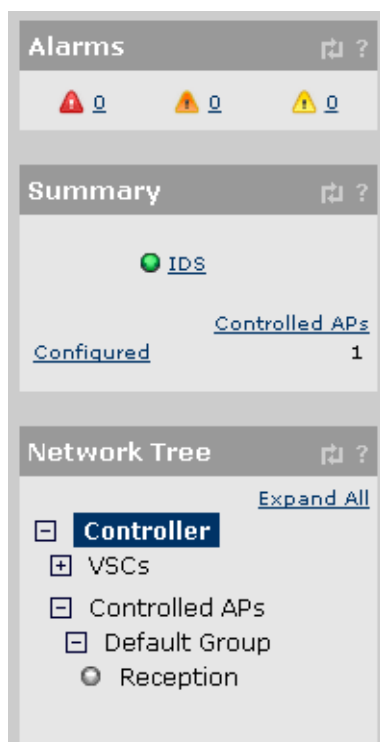 Alarms ?
0 0 0
Summary ?
IDS
Controlled APs
Configured 1
Network Tree ?
Expand All
Controller
VSCs
Controlled APs
Default Group
Reception